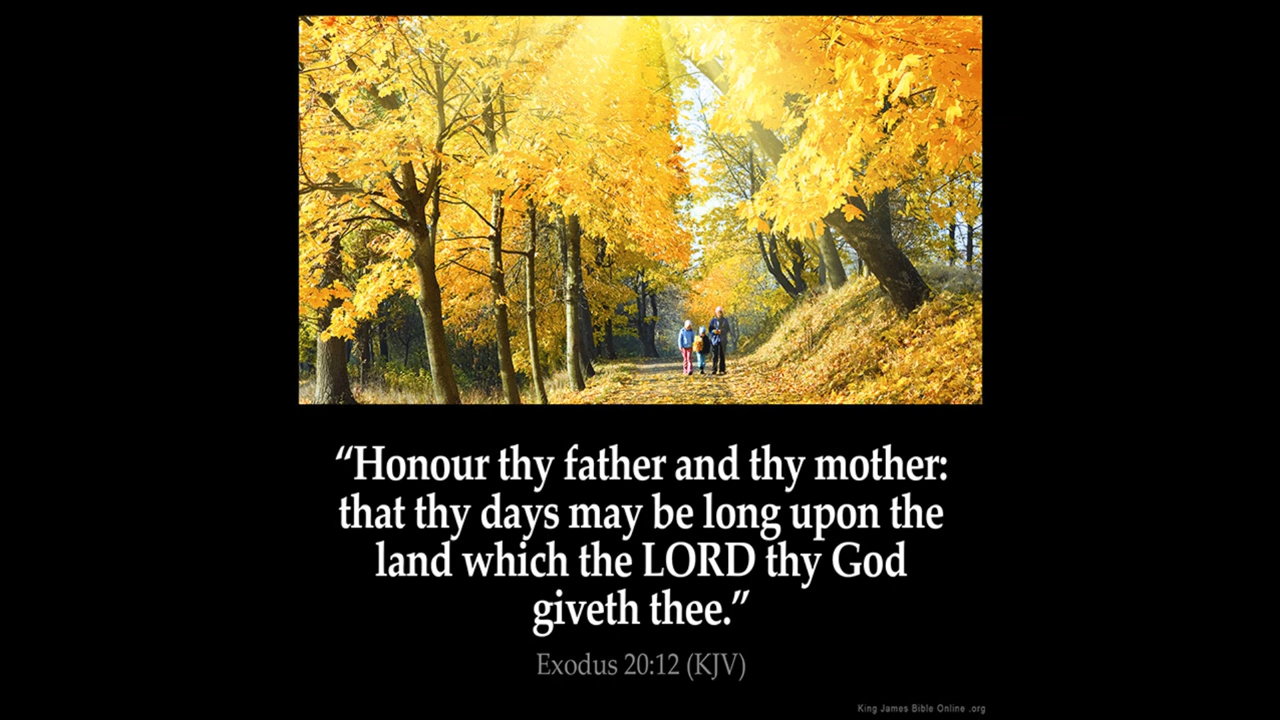 “Honour thy father and thy mother:
that thy days may be long upon the
land which the LORD thy God
giveth thee.”
Exodus 20:12 (KJV)
King James Bible Online .org